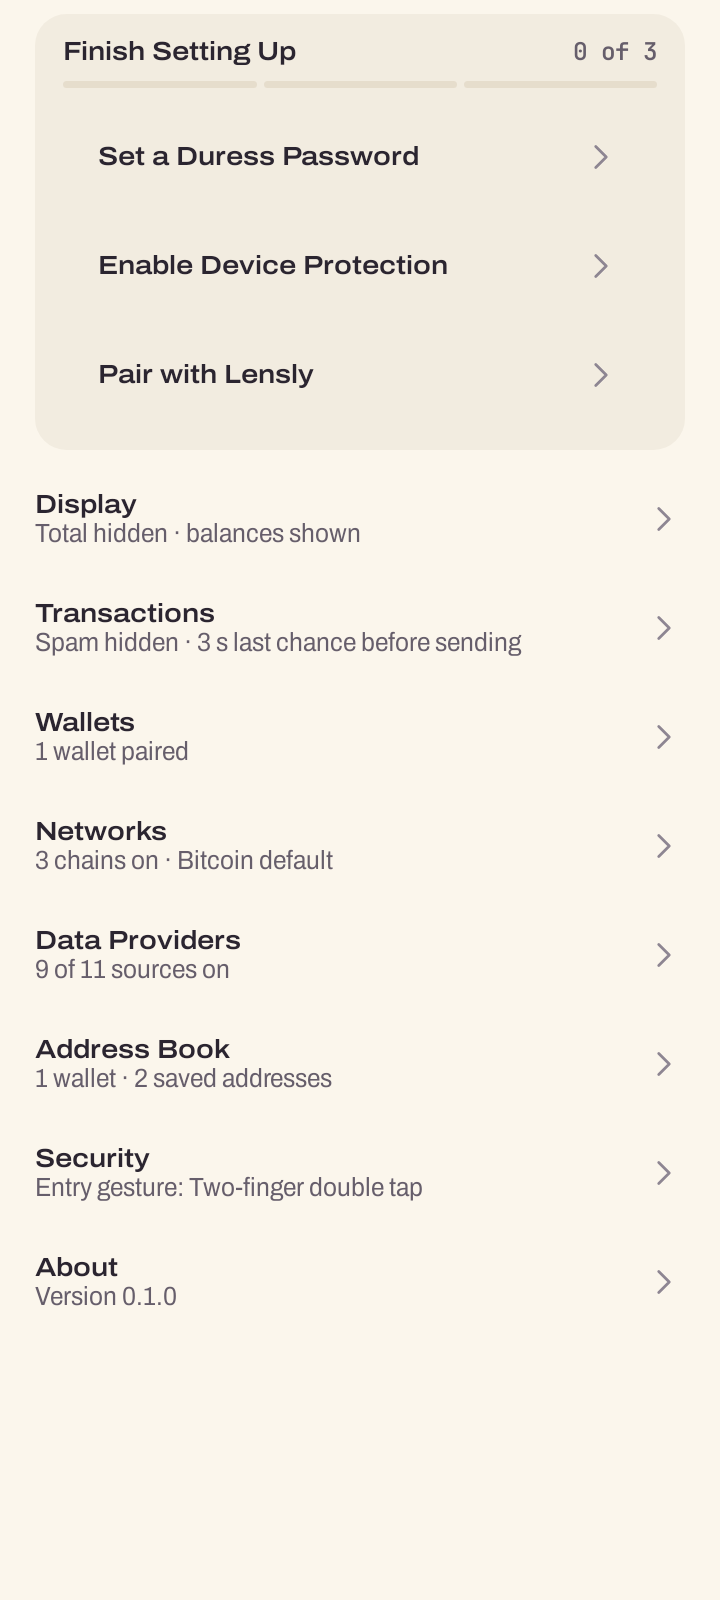 Finish Setting Up
0 of 3
Set a Duress Password
Enable Device Protection
Pair with Lensly
Display
Total hidden · balances shown
Transactions
Spam hidden · 3 s last chance before sending
Wallets
1 wallet paired
Networks
3 chains on · Bitcoin default
Data Providers
9 of 11 sources on
Address Book
1 wallet · 2 saved addresses
Security
Entry gesture: Two-finger double tap
About
Version 0.1.0